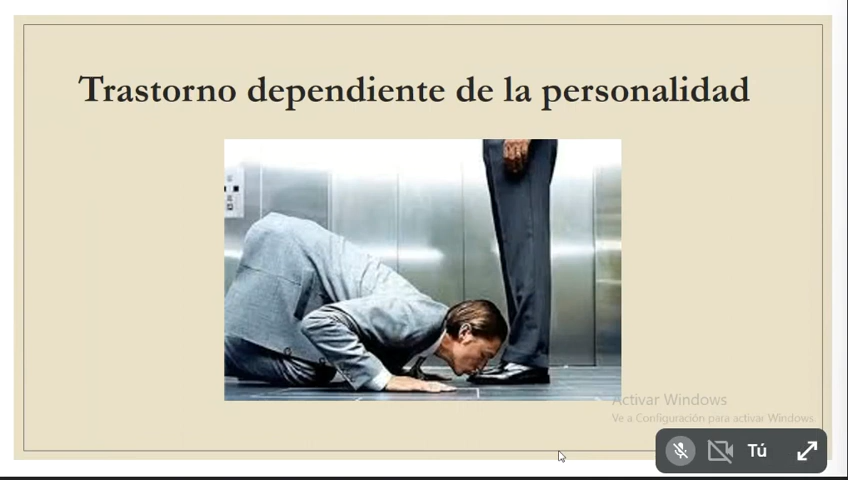 Trastorno dependiente de la personalidad
Activar Windows
Ve a Configuración para activar Windows.
Tú